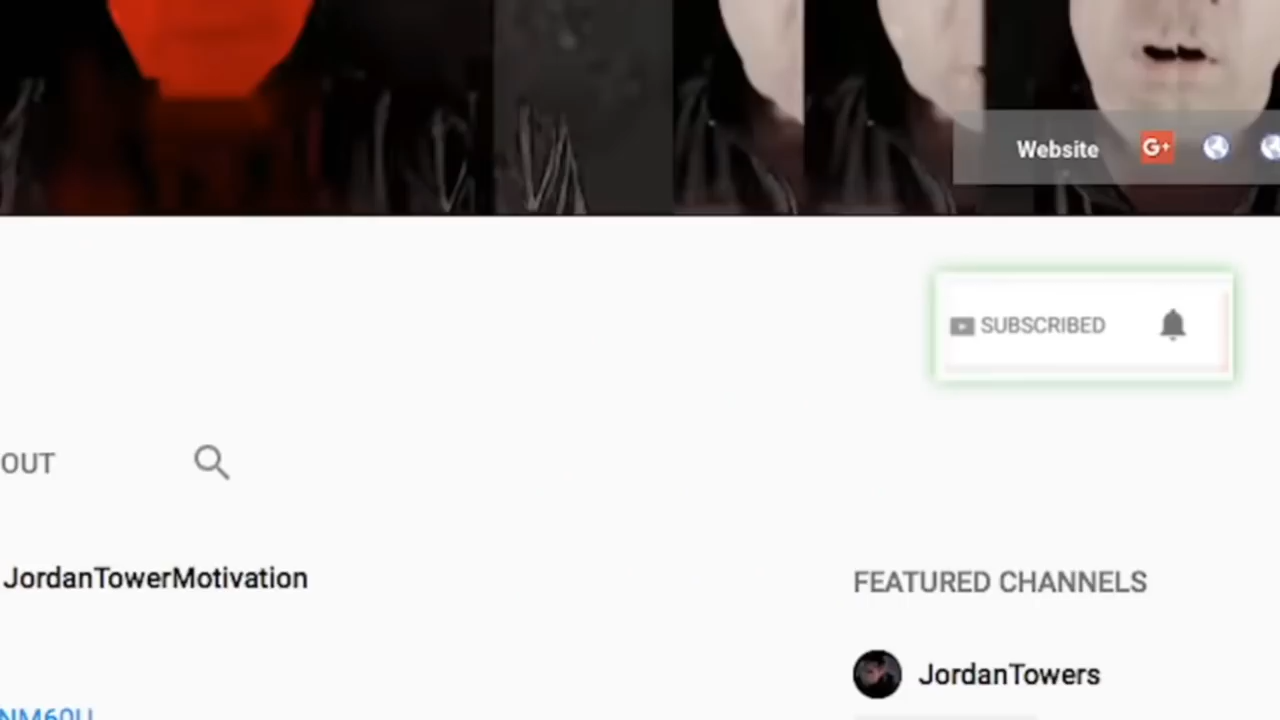 Website G+
SUBSCRIBED
OUT
JordanTowerMotivation
FEATURED CHANNELS
JordanTowers